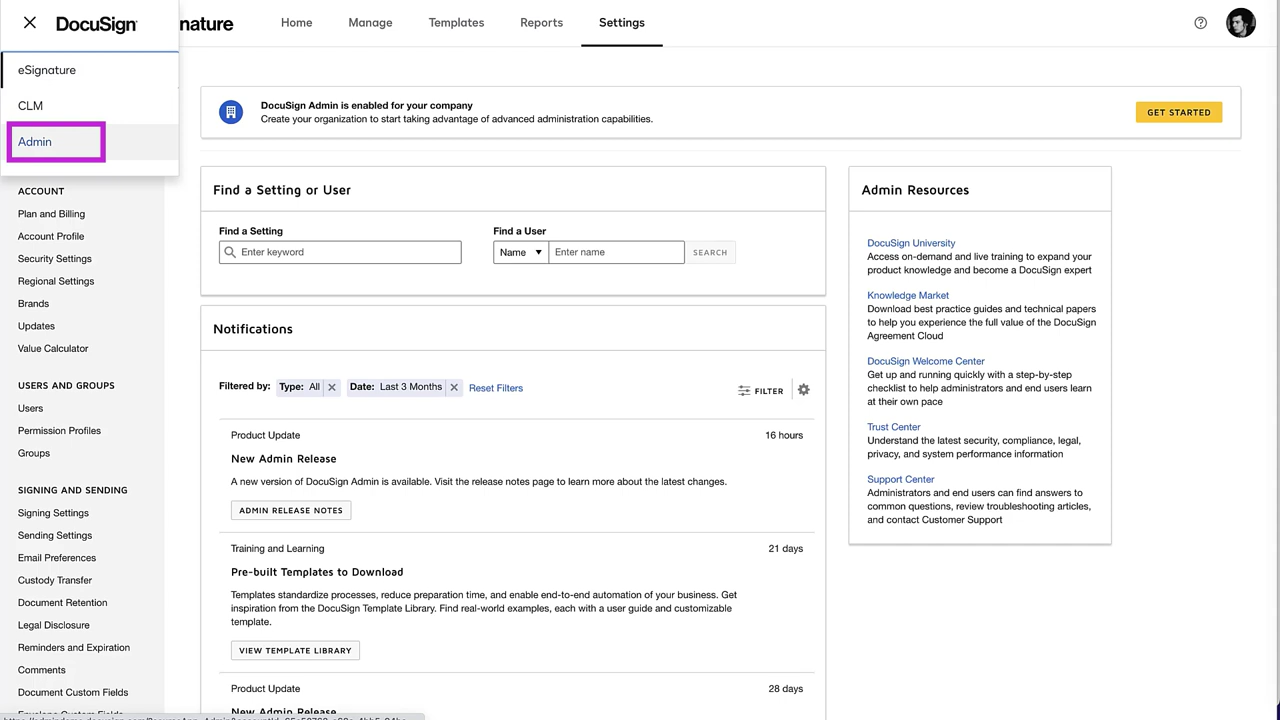 DocuSign
nature
Home
Manage
Templates
Reports
Settings
eSignature
CLM
Admin
ACCOUNT
Plan and Billing
Account Profile
Security Settings
Regional Settings
Brands
Updates
Value Calculator
USERS AND GROUPS
Users
Permission Profiles
Groups
SIGNING AND SENDING
Signing Settings
Sending Settings
Email Preferences
Custody Transfer
Document Retention
Legal Disclosure
Reminders and Expiration
Comments
Document Custom Fields
Envelope Custom Fields
DocuSign Admin is enabled for your company
Create your organization to start taking advantage of advanced administration capabilities.
GET STARTED
Find a Setting or User
Find a Setting
Enter keyword
Find a User
Name
Enter name
SEARCH
Notifications
Filtered by: Type: All Date: Last 3 Months Reset Filters
FILTER
Product Update
16 hours
New Admin Release
A new version of DocuSign Admin is available. Visit the release notes page to learn more about the latest changes.
ADMIN RELEASE NOTES
Training and Learning
21 days
Pre-built Templates to Download
Templates standardize processes, reduce preparation time, and enable end-to-end automation of your business. Get
inspiration from the DocuSign Template Library. Find real-world examples, each with a user guide and customizable
template.
VIEW TEMPLATE LIBRARY
Product Update
28 days
New Admin Release
Admin Resources
DocuSign University
Access on-demand and live training to expand your
product knowledge and become a DocuSign expert
Knowledge Market
Download best practice guides and technical papers
to help you experience the full value of the DocuSign
Agreement Cloud
DocuSign Welcome Center
Get up and running quickly with a step-by-step
checklist to help administrators and end users learn
at their own pace
Trust Center
Understand the latest security, compliance, legal,
privacy, and system performance information
Support Center
Administrators and end users can find answers to
common questions, review troubleshooting articles,
and contact Customer Support